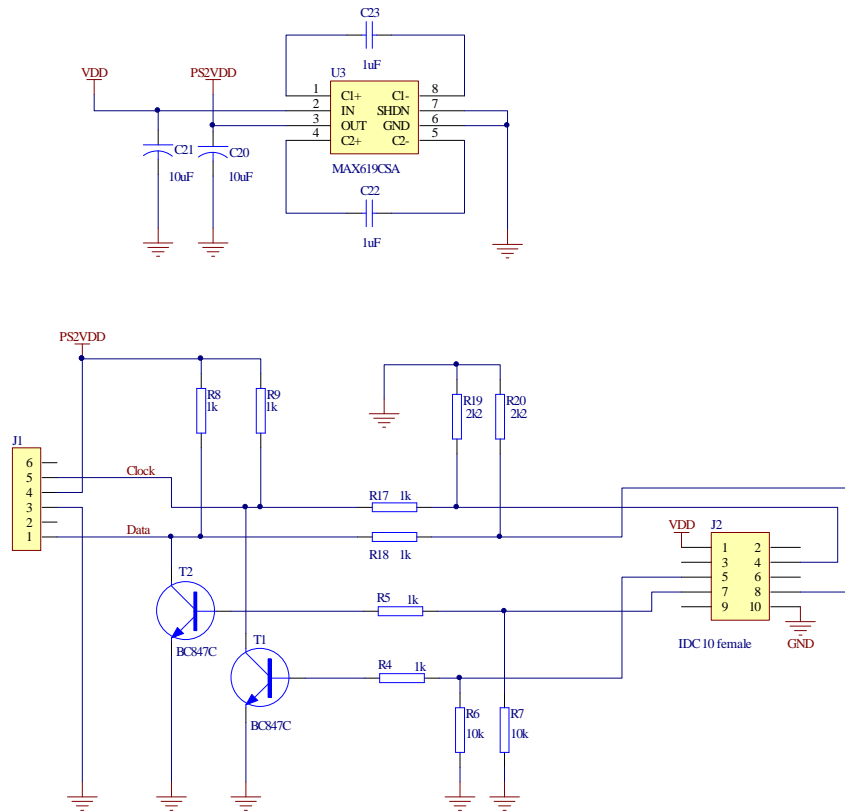 C23
1uF
VDD
PS2VDD
U3
1 C1+ C1- 8
2 IN SHDN 7
3 OUT GND 6
4 C2+ C2- 5
C21
10uF
C20
10uF
MAX619CSA
C22
1uF
PS2VDD
R8
1k
R9
1k
R19
2k2
R20
2k2
J1
6
5
4
3
2
1
Clock
Data
R17 1k
R18 1k
VDD
J2
1 2
3 4
5 6
7 8
9 10
IDC10 female
GND
T2
BC847C
R5 1k
T1
BC847C
R4 1k
R6
10k
R7
10k